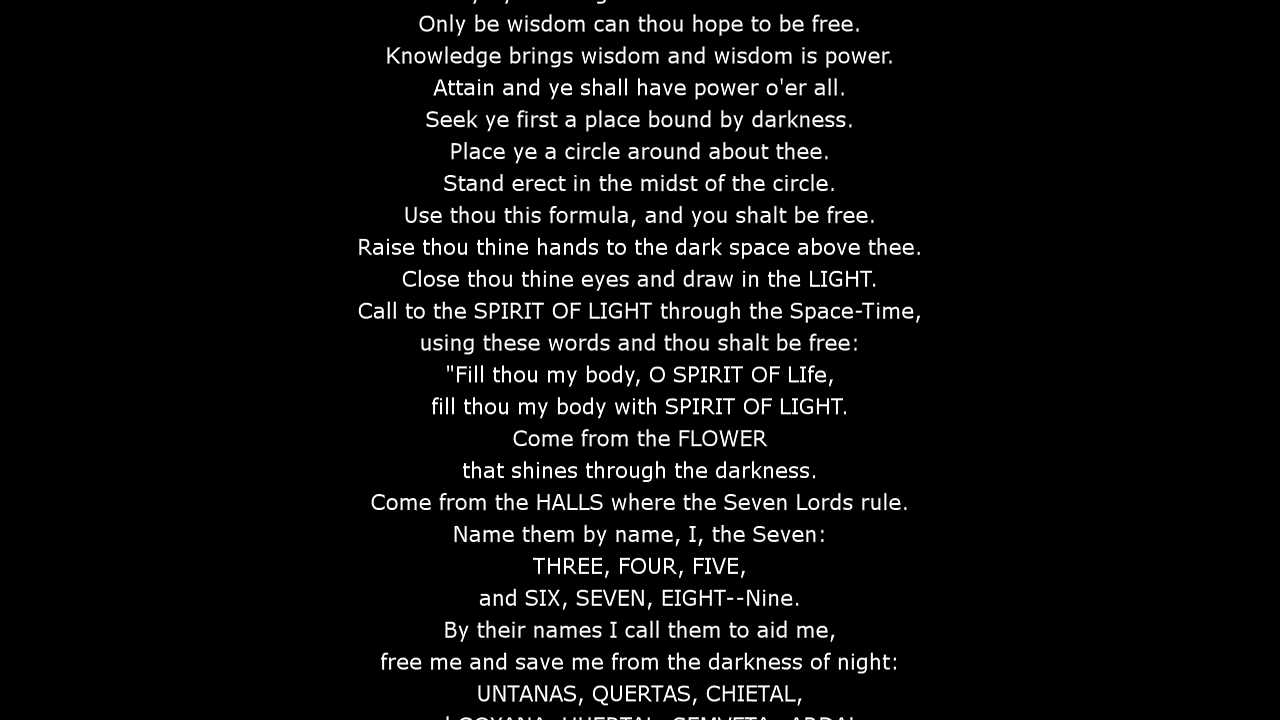 Only be wisdom can thou hope to be free.
Knowledge brings wisdom and wisdom is power.
Attain and ye shall have power o'er all.
Seek ye first a place bound by darkness.
Place ye a circle around about thee.
Stand erect in the midst of the circle.
Use thou this formula, and you shalt be free.
Raise thou thine hands to the dark space above thee.
Close thou thine eyes and draw in the LIGHT.
Call to the SPIRIT OF LIGHT through the Space-Time,
using these words and thou shalt be free:
"Fill thou my body, O SPIRIT OF LIfe,
fill thou my body with SPIRIT OF LIGHT.
Come from the FLOWER
that shines through the darkness.
Come from the HALLS where the Seven Lords rule.
Name them by name, I, the Seven:
THREE, FOUR, FIVE,
and SIX, SEVEN, EIGHT--Nine.
By their names I call them to aid me,
free me and save me from the darkness of night:
UNTANAS, QUERTAS, CHIETAL,